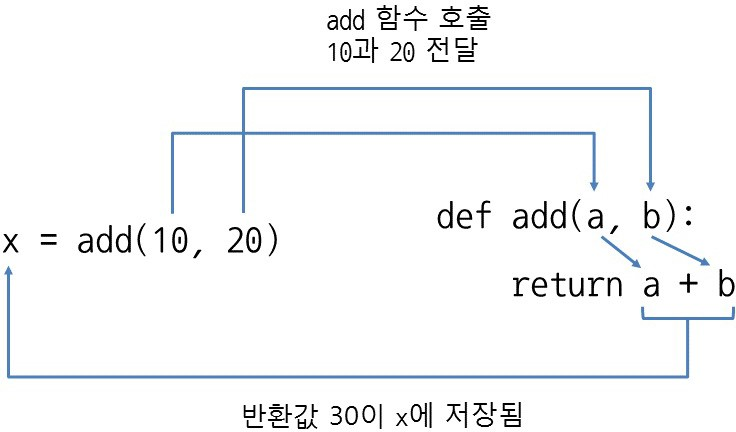 add 함수 호출
10과 20 전달
x = add(10, 20)
def add(a, b):
return a + b
반환값 30이 x에 저장됨